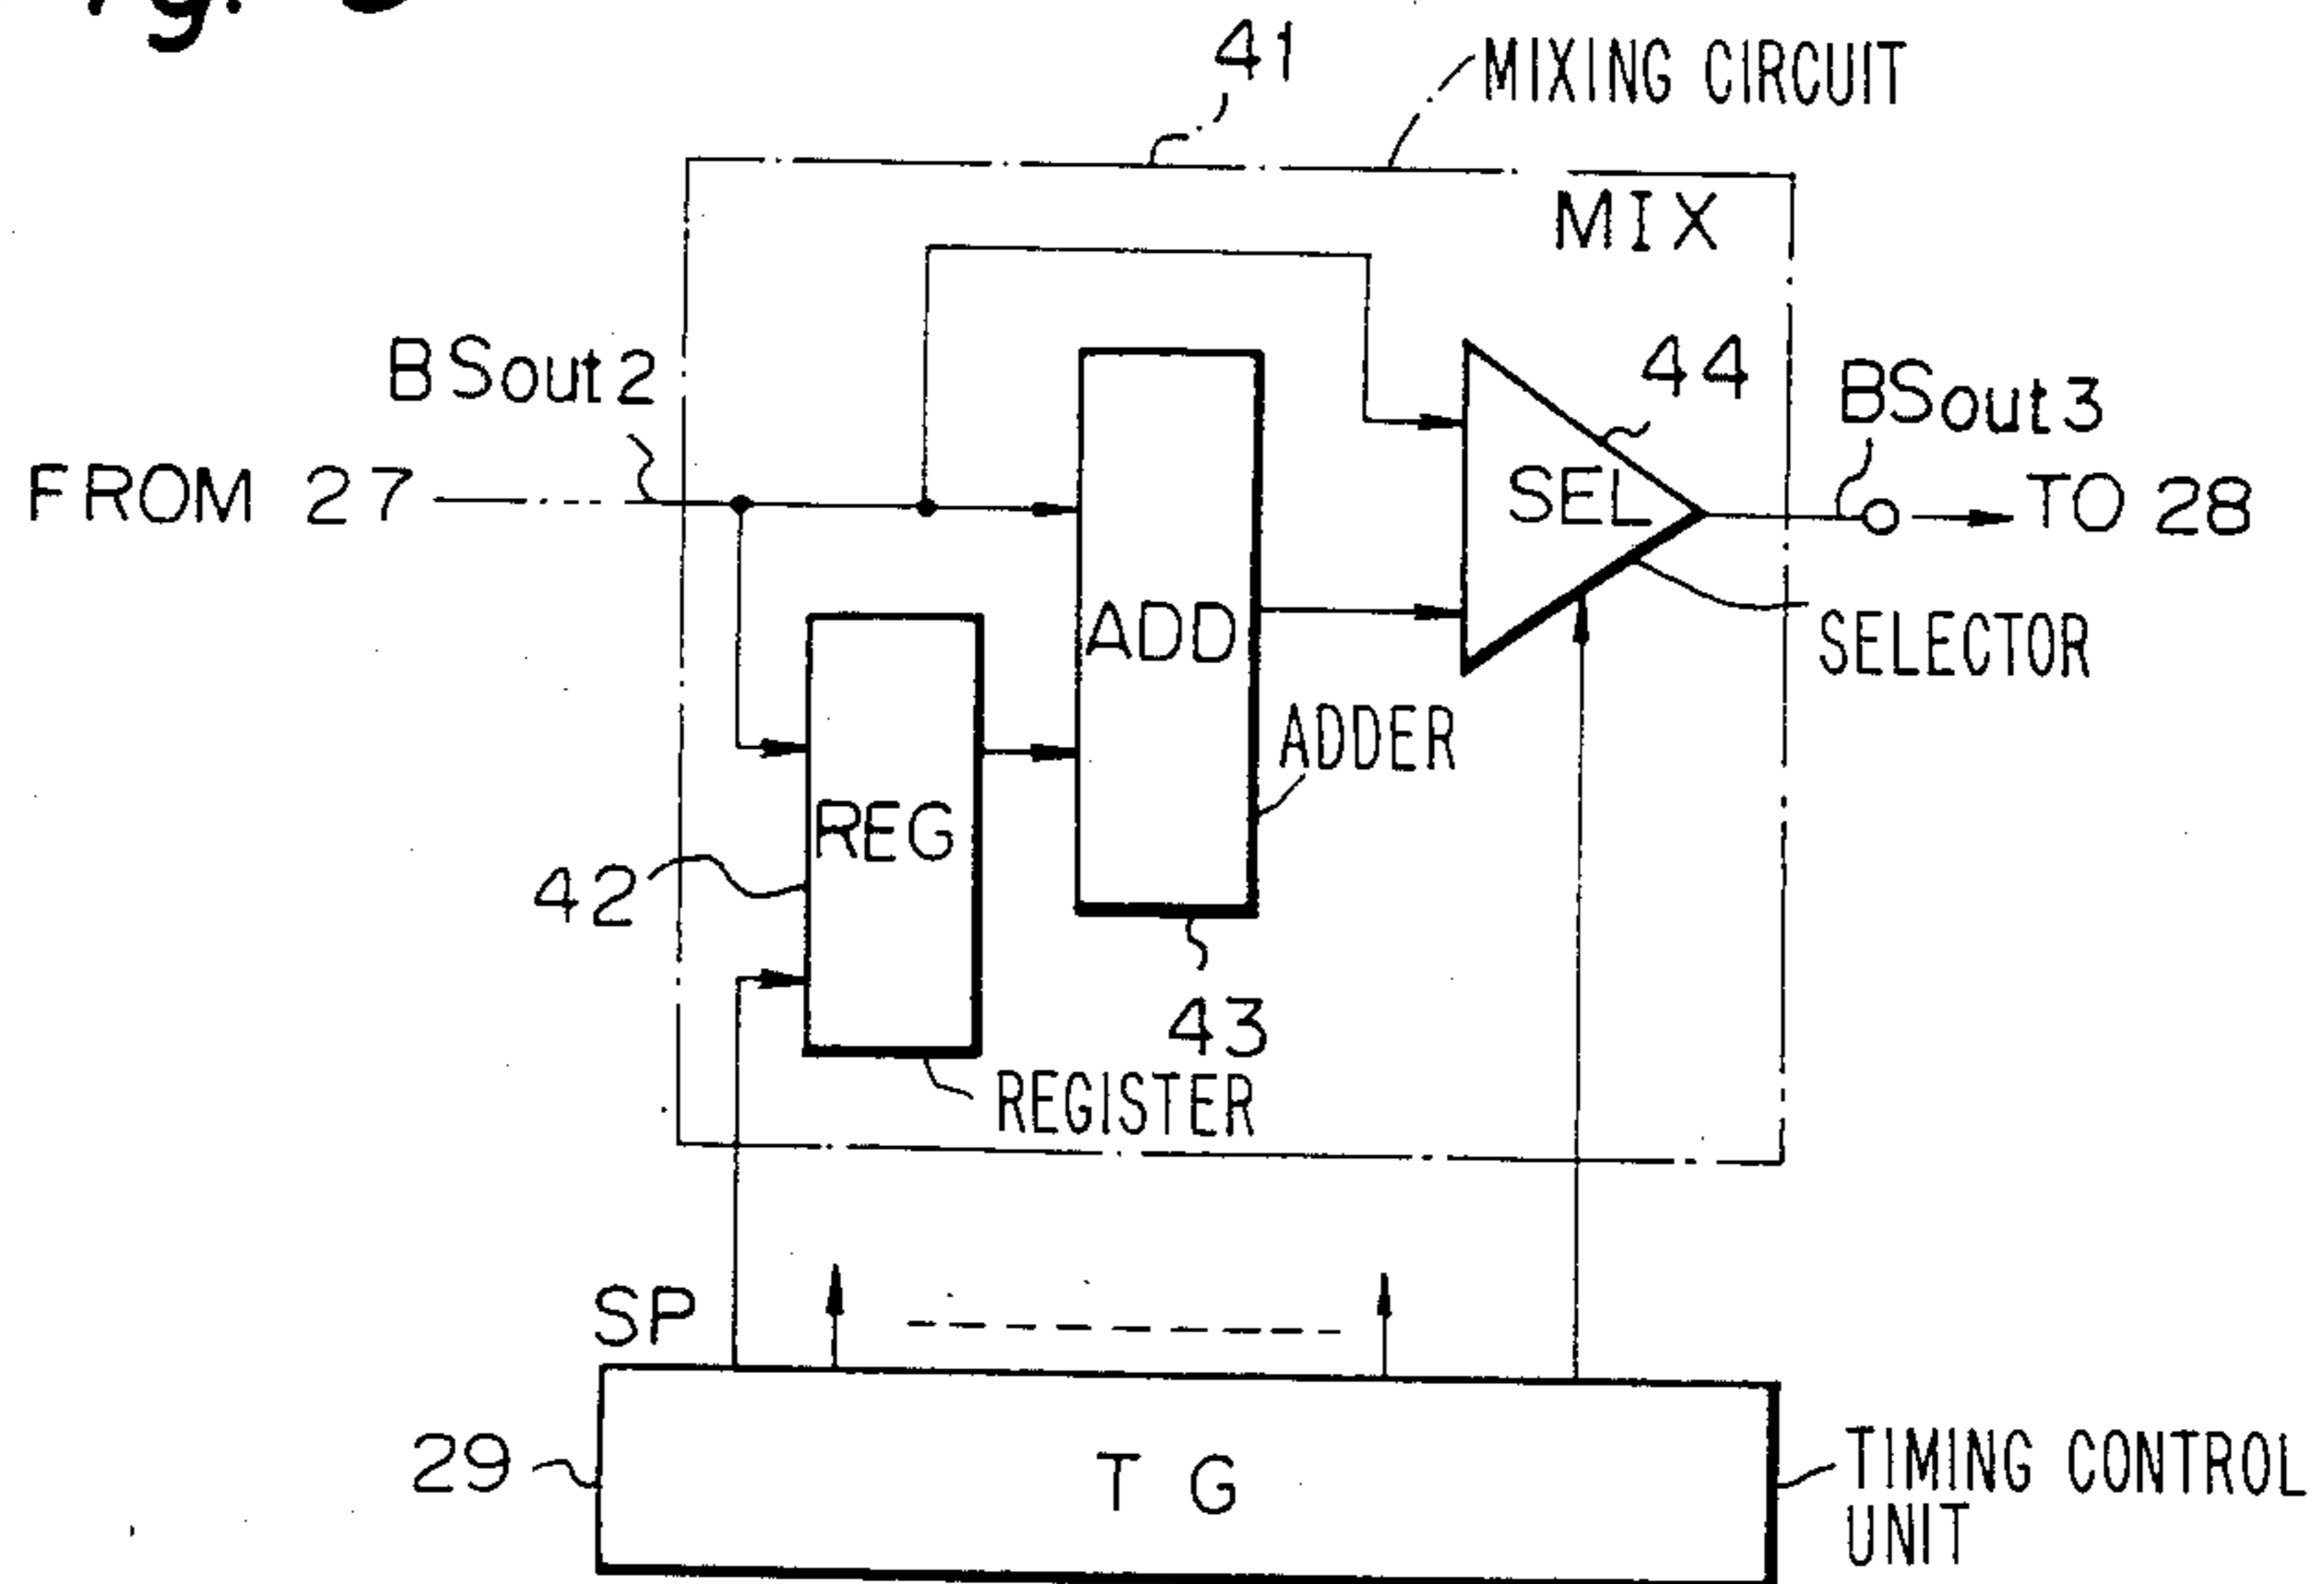 41
MIXING CIRCUIT
MIX
BSout2
44
BSout3
FROM 27
SEL
TO 28
ADD
SELECTOR
ADDER
REG
42
43
REGISTER
SP
29
T G
TIMING CONTROL
UNIT